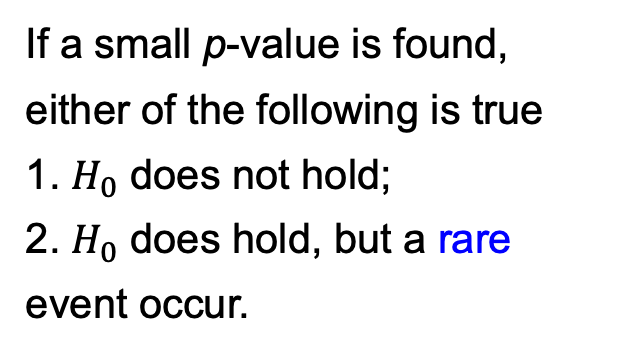 If a small p-value is found,
either of the following is true
1. H₀ does not hold;
2. H₀ does hold, but a rare
event occur.